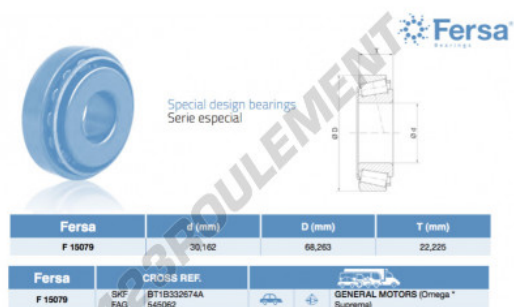 Fersa
Bearings
Special design bearings
Serie especial
T
Ø D
Ø d
Fersa d (mm) D (mm) T (mm)
F 15079 30,162 68,263 22,225
Fersa CROSS REF.
F 15079 SKF BT1B332674A GENERAL MOTORS (Omega *
FAG 545062 Suprema)
123ROULEMENT